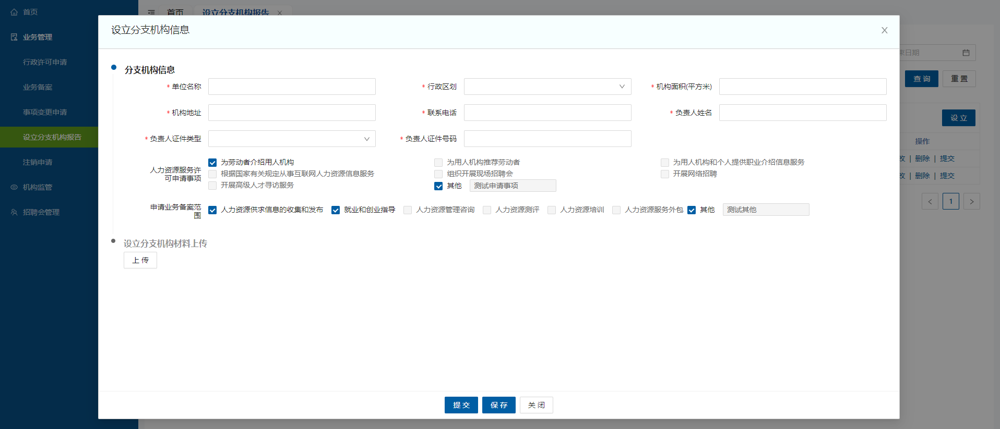 首页
业务管理
行政许可申请
业务备案
事项变更申请
设立分支机构报告
注销申请
机构监管
招聘会管理
首页
设立分支机构报告
设立分支机构信息
束日期
查询
重置
设立
操作
改 | 删除 | 提交
改 | 删除 | 提交
1
分支机构信息
* 单位名称
* 行政区划
* 机构面积(平方米)
* 机构地址
* 联系电话
* 负责人姓名
* 负责人证件类型
* 负责人证件号码
人力资源服务许
可申请事项
为劳动者介绍用人机构
为用人机构推荐劳动者
为用人机构和个人提供职业介绍信息服务
根据国家有关规定从事互联网人力资源信息服务
组织开展现场招聘会
开展网络招聘
开展高级人才寻访服务
其他 测试申请事项
申请业务备案范
围
人力资源供求信息的收集和发布 就业和创业指导 人力资源管理咨询 人力资源测评 人力资源培训 人力资源服务外包 其他 测试其他
设立分支机构材料上传
上传
提交
保存
关闭